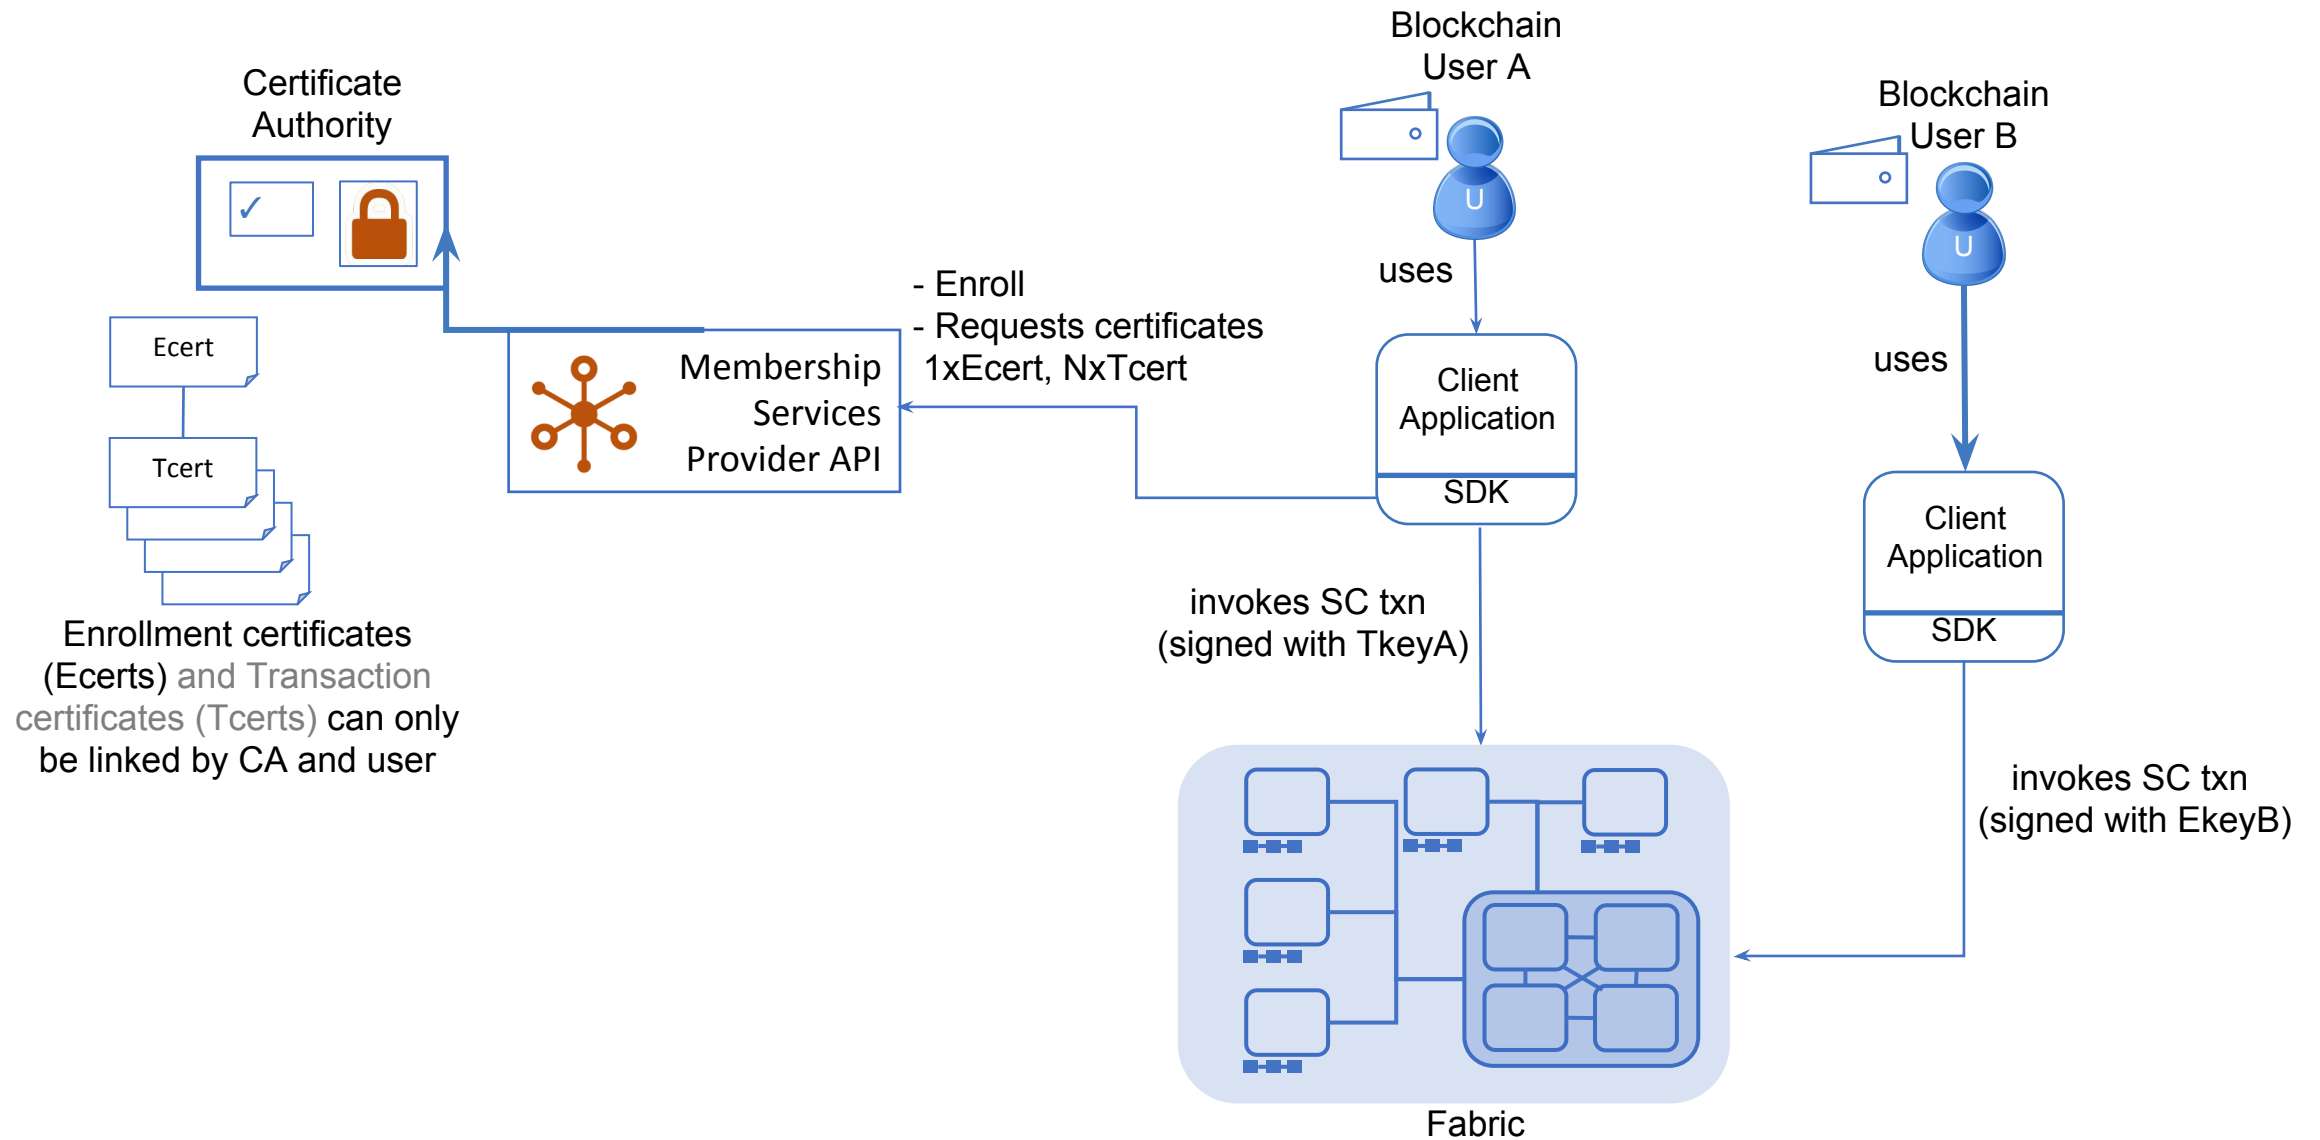 Blockchain
User A
Certificate
Authority
Blockchain
User B
U
U
uses
- Enroll
- Requests certificates
1xEcert, NxTcert
Ecert
Membership
Services
Provider API
Client
Application
SDK
uses
Tcert
Client
Application
SDK
invokes SC txn
(signed with TkeyA)
Enrollment certificates
(Ecerts) and Transaction
certificates (Tcerts) can only
be linked by CA and user
invokes SC txn
(signed with EkeyB)
Fabric